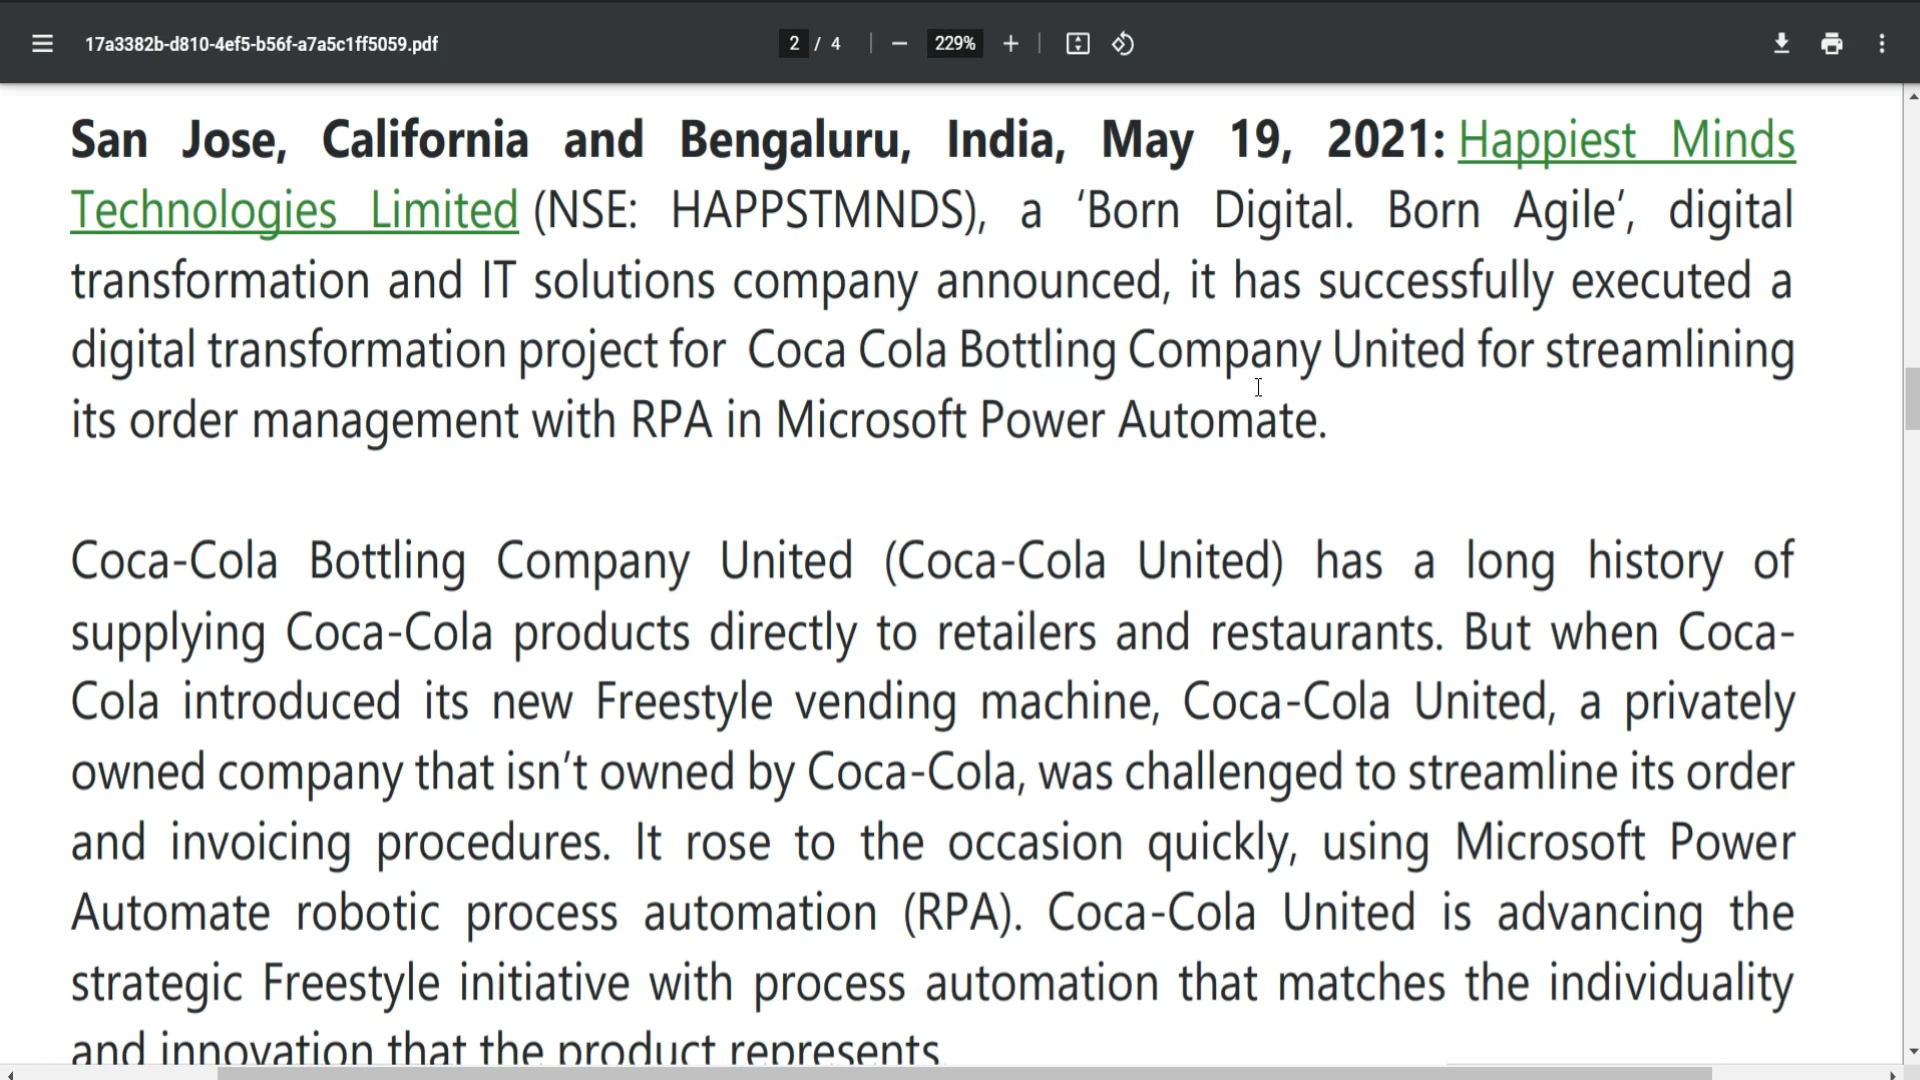 17a3382b-d810-4ef5-b56f-a7a5c1ff5059.pdf
2 / 4
229%
San Jose, California and Bengaluru, India, May 19, 2021: Happiest Minds
Technologies Limited (NSE: HAPPSTMNDS), a ‘Born Digital. Born Agile’, digital
transformation and IT solutions company announced, it has successfully executed a
digital transformation project for Coca Cola Bottling Company United for streamlining
its order management with RPA in Microsoft Power Automate.
Coca-Cola Bottling Company United (Coca-Cola United) has a long history of
supplying Coca-Cola products directly to retailers and restaurants. But when Coca-
Cola introduced its new Freestyle vending machine, Coca-Cola United, a privately
owned company that isn’t owned by Coca-Cola, was challenged to streamline its order
and invoicing procedures. It rose to the occasion quickly, using Microsoft Power
Automate robotic process automation (RPA). Coca-Cola United is advancing the
strategic Freestyle initiative with process automation that matches the individuality
and innovation that the product represents.